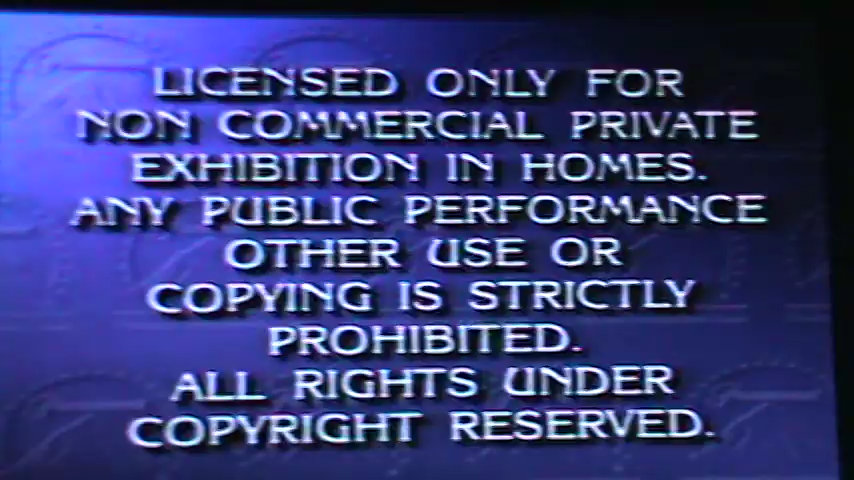 LICENSED ONLY FOR
NON COMMERCIAL PRIVATE
EXHIBITION IN HOMES.
ANY PUBLIC PERFORMANCE
OTHER USE OR
COPYING IS STRICTLY
PROHIBITED.
ALL RIGHTS UNDER
COPYRIGHT RESERVED.